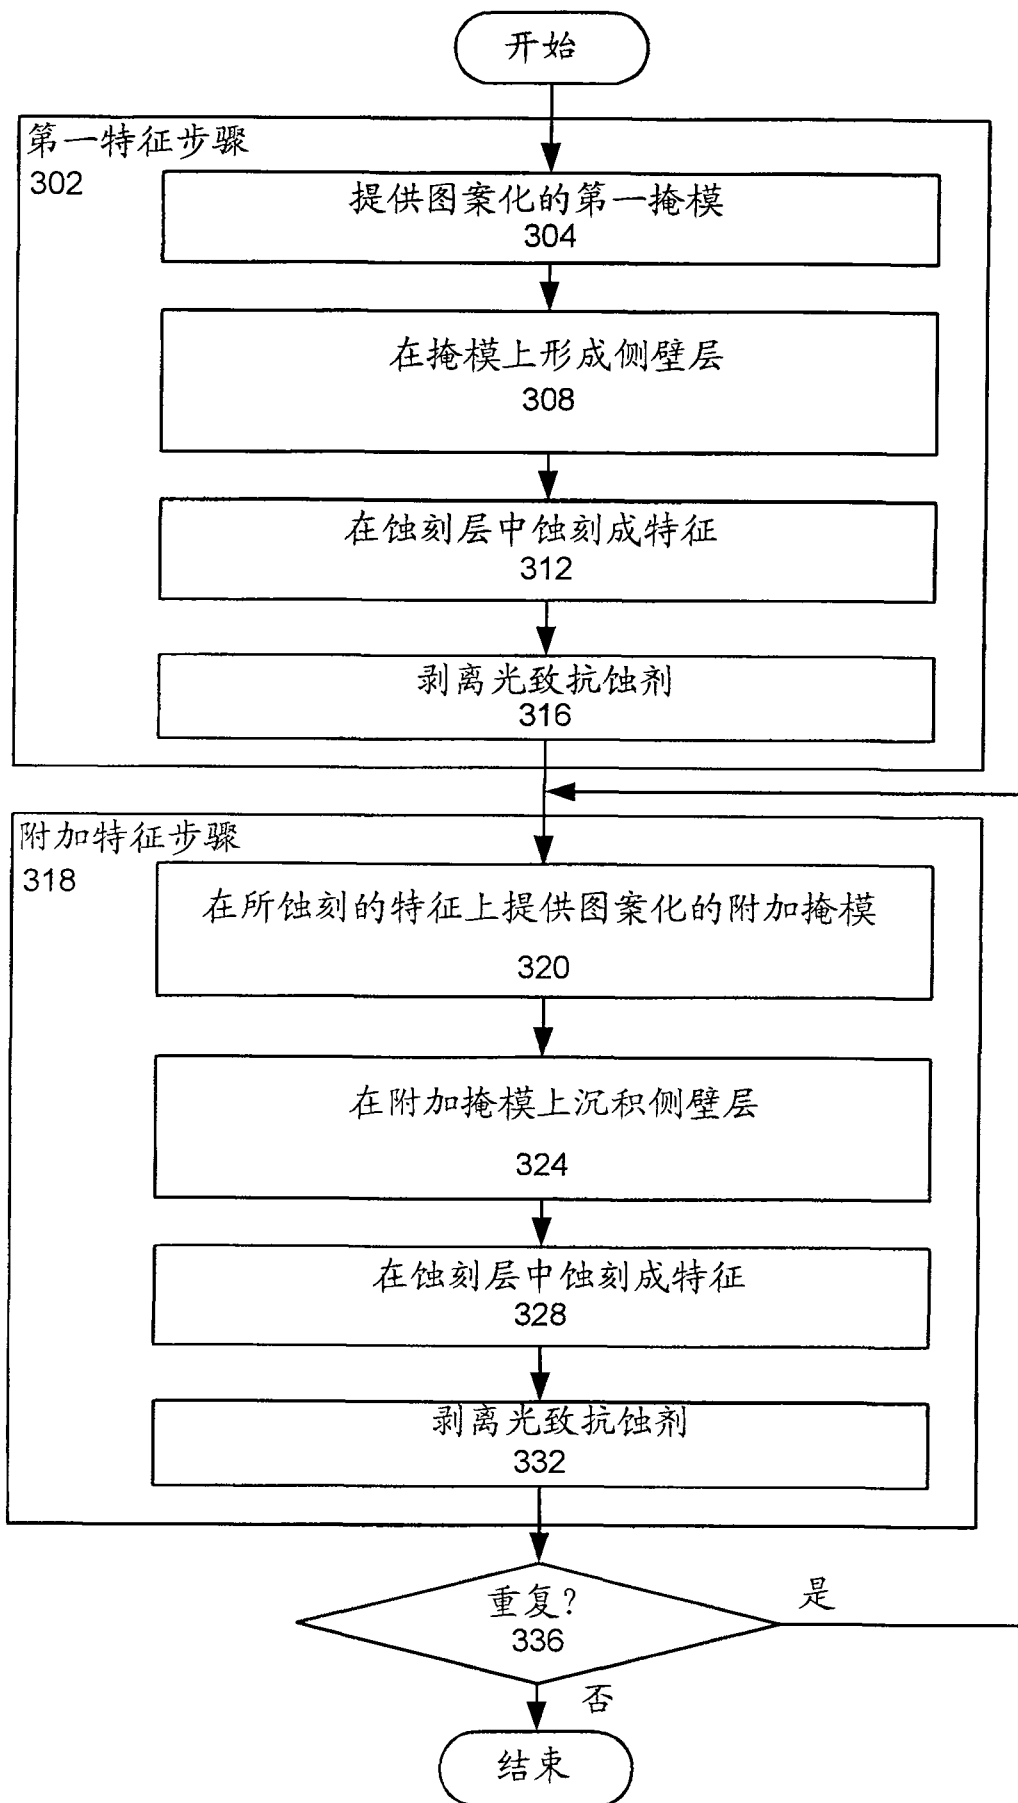 开始
第一特征步骤
302
提供图案化的第一掩模
304
在掩模上形成侧壁层
308
在蚀刻层中蚀刻成特征
312
剥离光致抗蚀剂
316
附加特征步骤
318
在所蚀刻的特征上提供图案化的附加掩模
320
在附加掩模上沉积侧壁层
324
在蚀刻层中蚀刻成特征
328
剥离光致抗蚀剂
332
重复?
336
是
否
结束